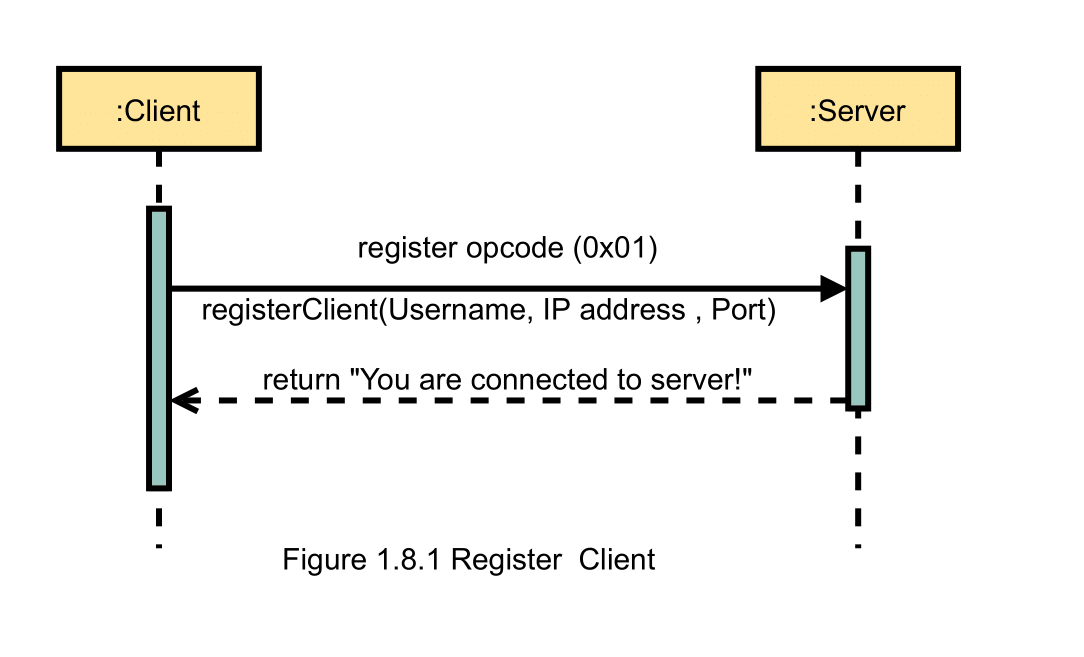 :Client
:Server
register opcode (0x01)
registerClient(Username, IP address , Port)
return "You are connected to server!"
Figure 1.8.1 Register  Client